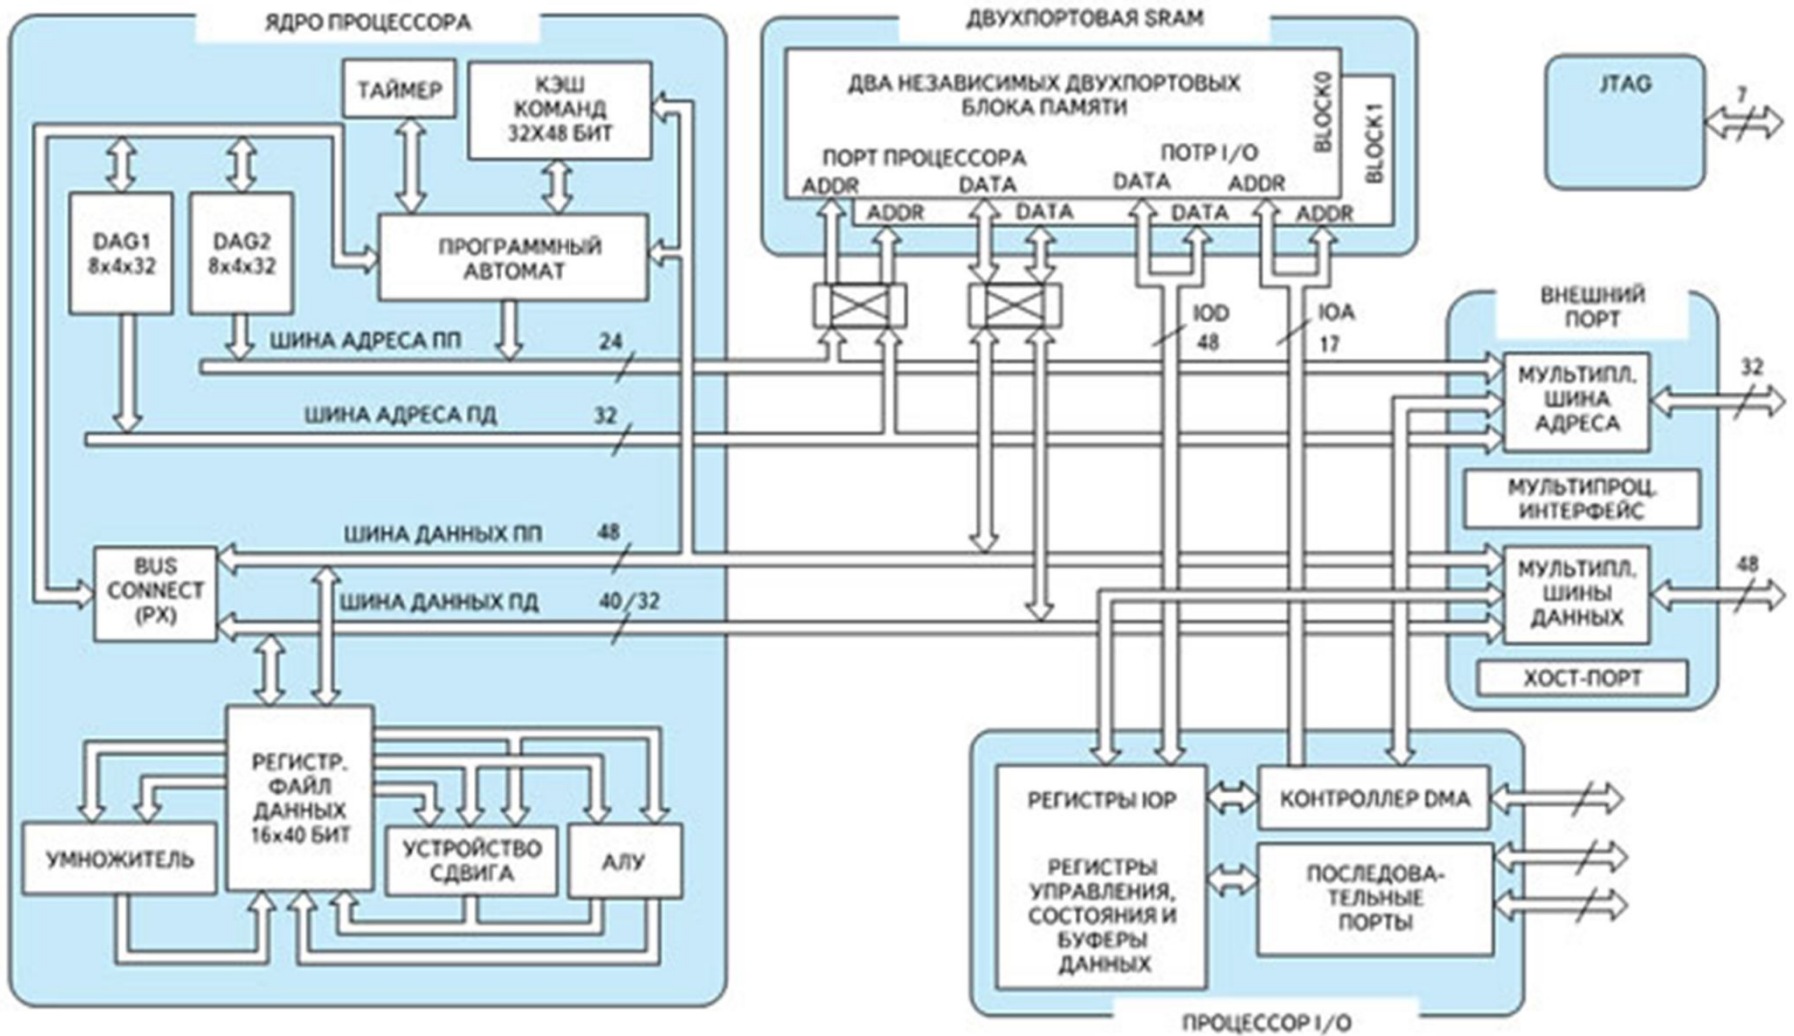 ЯДРО ПРОЦЕССОРА
ТАЙМЕР
КЭШ
КОМАНД
32X48 БИТ
DAG1
8x4x32
DAG2
8x4x32
ПРОГРАММНЫЙ
АВТОМАТ
ШИНА АДРЕСА ПП
24
ШИНА АДРЕСА ПД
32
ШИНА ДАННЫХ ПП
48
BUS
CONNECT
(PX)
ШИНА ДАННЫХ ПД
40/32
РЕГИСТР.
ФАЙЛ
ДАННЫХ
16x40 БИТ
УМНОЖИТЕЛЬ
УСТРОЙСТВО
СДВИГА
АЛУ
ДВУХПОРТОВАЯ SRAM
ДВА НЕЗАВИСИМЫХ ДВУХПОРТОВЫХ
БЛОКА ПАМЯТИ
BLOCK0
BLOCK1
ПОРТ ПРОЦЕССОРА
ПОТР I/O
ADDR
DATA
DATA
ADDR
ADDR
DATA
DATA
ADDR
IOD
48
IOA
17
JTAG
7
ВНЕШНИЙ
ПОРТ
МУЛЬТИПЛ.
ШИНА
АДРЕСА
32
МУЛЬТИПРОЦ.
ИНТЕРФЕЙС
МУЛЬТИПЛ.
ШИНЫ
ДАННЫХ
48
ХОСТ-ПОРТ
РЕГИСТРЫ IOP
РЕГИСТРЫ
УПРАВЛЕНИЯ,
СОСТОЯНИЯ И
БУФЕРЫ
ДАННЫХ
КОНТРОЛЛЕР DMA
ПОСЛЕДОВА-
ТЕЛЬНЫЕ
ПОРТЫ
ПРОЦЕССОР I/O